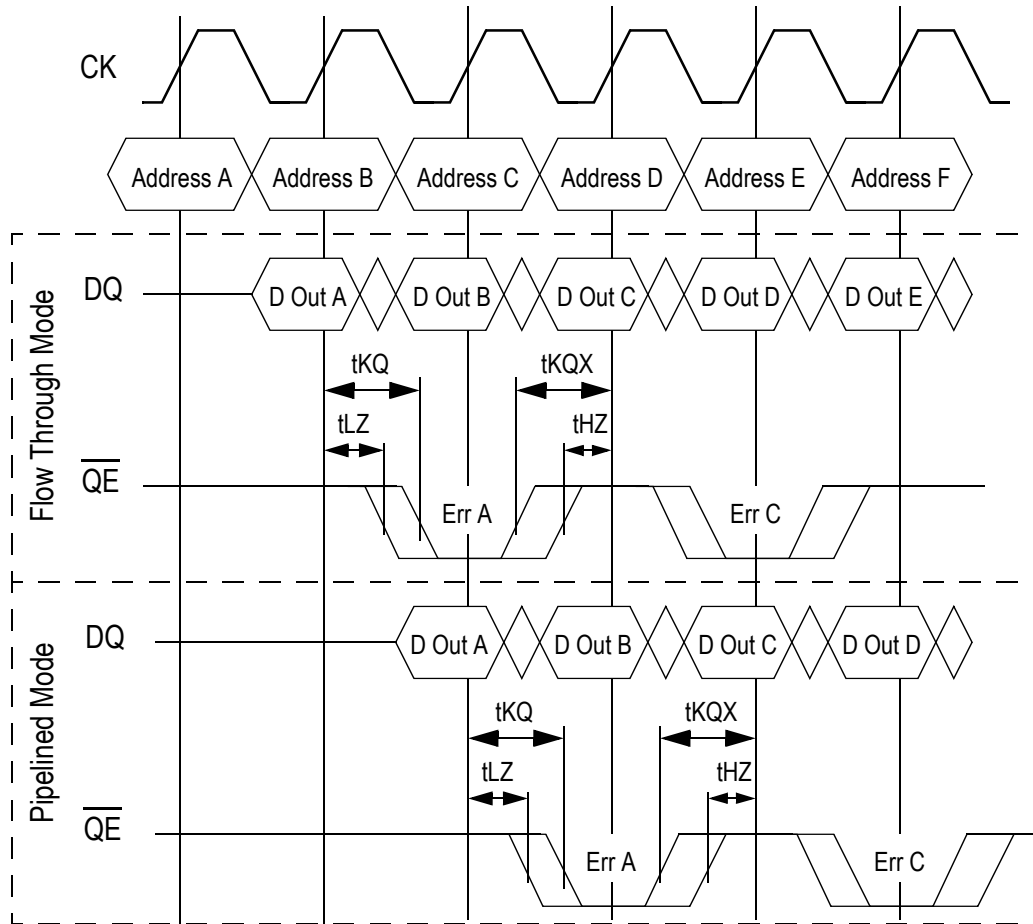 CK
Address A Address B Address C Address D Address E Address F
Flow Through Mode
DQ
D Out A D Out B D Out C D Out D D Out E
tKQ tKQX
tLZ tHZ
QE
Err A Err C
Pipelined Mode
DQ
D Out A D Out B D Out C D Out D
tKQ tKQX
tLZ tHZ
QE
Err A Err C